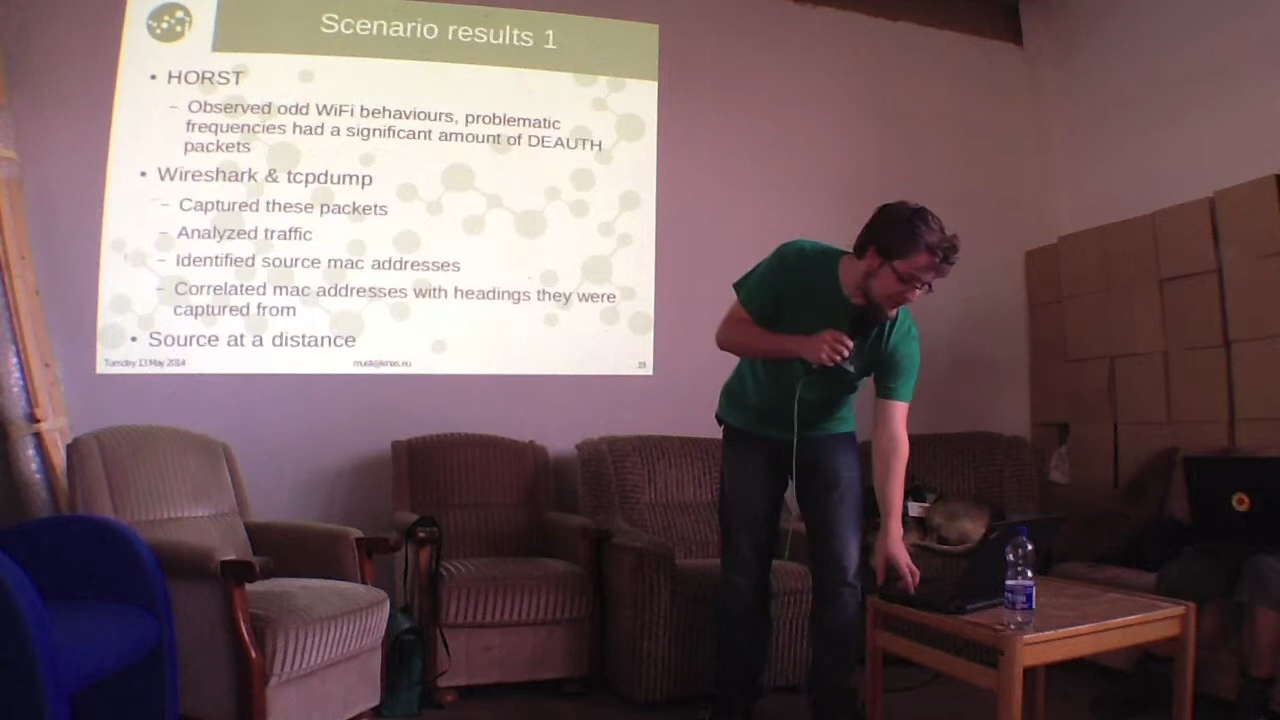 Scenario results 1
• HORST
– Observed odd WiFi behaviours, problematic
frequencies had a significant amount of DEAUTH
packets
• Wireshark & tcpdump
– Captured these packets
– Analyzed traffic
– Identified source mac addresses
– Correlated mac addresses with headings they were
captured from
• Source at a distance
Tuesday 13 May 2014
19